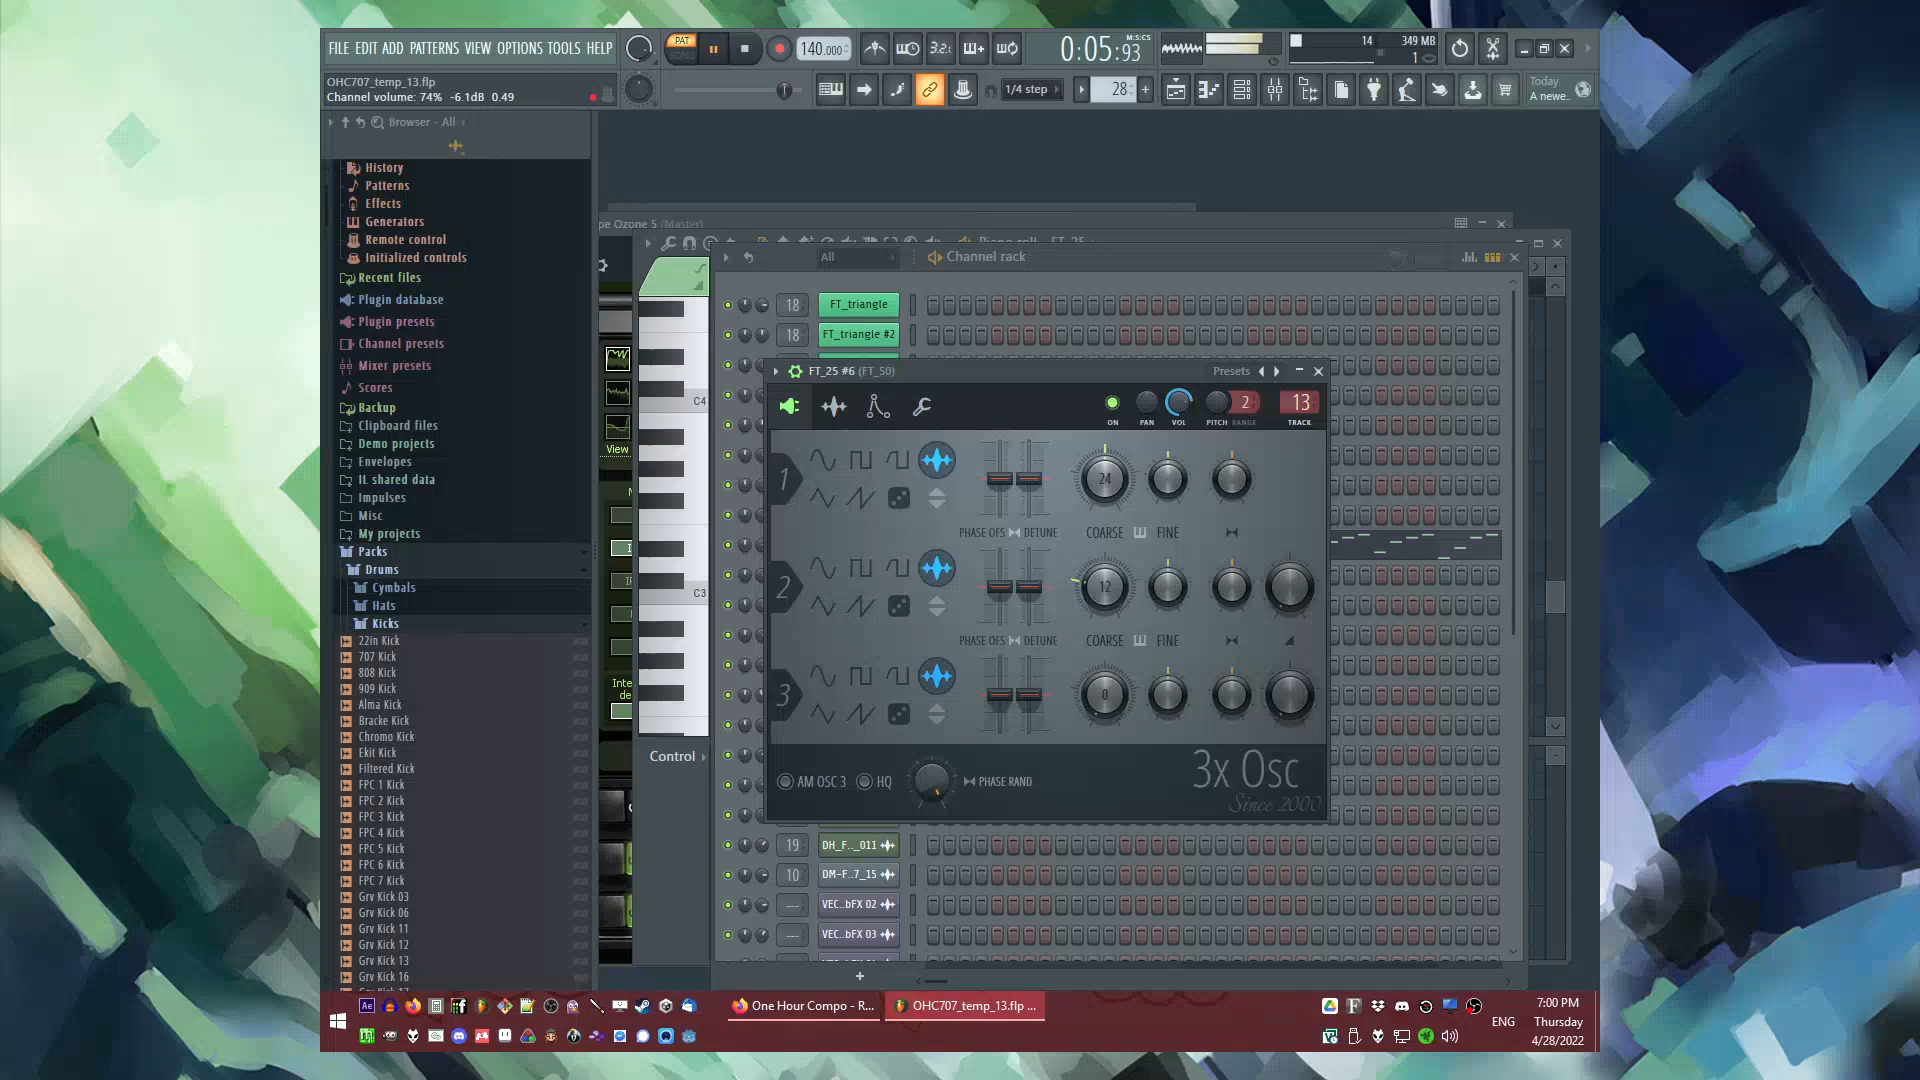 FILE EDIT ADD PATTERNS VIEW OPTIONS TOOLS HELP
PAT
SONG
140.000
3.2.
0:05:93
M:S:CS
14
349 MB
1
OHC707_temp_13.flp
Channel volume: 74% -6.1dB 0.49
1/4 step
28
Today
A newe..
Browser - All
History
Patterns
Effects
Generators
Remote control
Initialized controls
Recent files
Plugin database
Plugin presets
Channel presets
Mixer presets
Scores
Backup
Clipboard files
Demo projects
Envelopes
IL shared data
Impulses
Misc
My projects
Packs
Drums
Cymbals
Hats
Kicks
22in Kick
707 Kick
808 Kick
909 Kick
Alma Kick
Bracke Kick
Chromo Kick
Ekit Kick
Filtered Kick
FPC 1 Kick
FPC 2 Kick
FPC 3 Kick
FPC 4 Kick
FPC 5 Kick
FPC 6 Kick
FPC 7 Kick
Grv Kick 03
Grv Kick 06
Grv Kick 11
Grv Kick 12
Grv Kick 13
Grv Kick 16
pe Ozone 5 (Master)
View
Inte
de
C4
C3
Control
All
Channel rack
18 FT_triangle
18 FT_triangle #2
FT_25 #6 (FT_50)
Presets
2
13
ON PAN VOL PITCH RANGE TRACK
1
24
PHASE OFS DETUNE COARSE FINE
2
12
PHASE OFS DETUNE COARSE FINE
3
0
AM OSC 3 HQ PHASE RAND
3x Osc
Since 2000
19 DH_F.._011
10 DM-F..7_15
--- VEC..bFX 02
--- VEC..bFX 03
+
One Hour Compo - R...
OHC707_temp_13.flp ...
ENG
7:00 PM
Thursday
4/28/2022